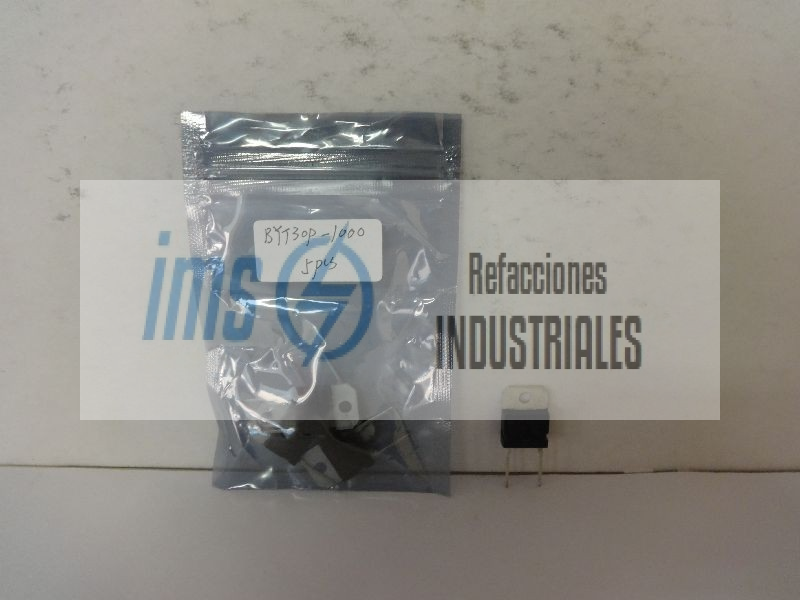 BYT30P-1000
5pcs
ims
Refacciones
INDUSTRIALES